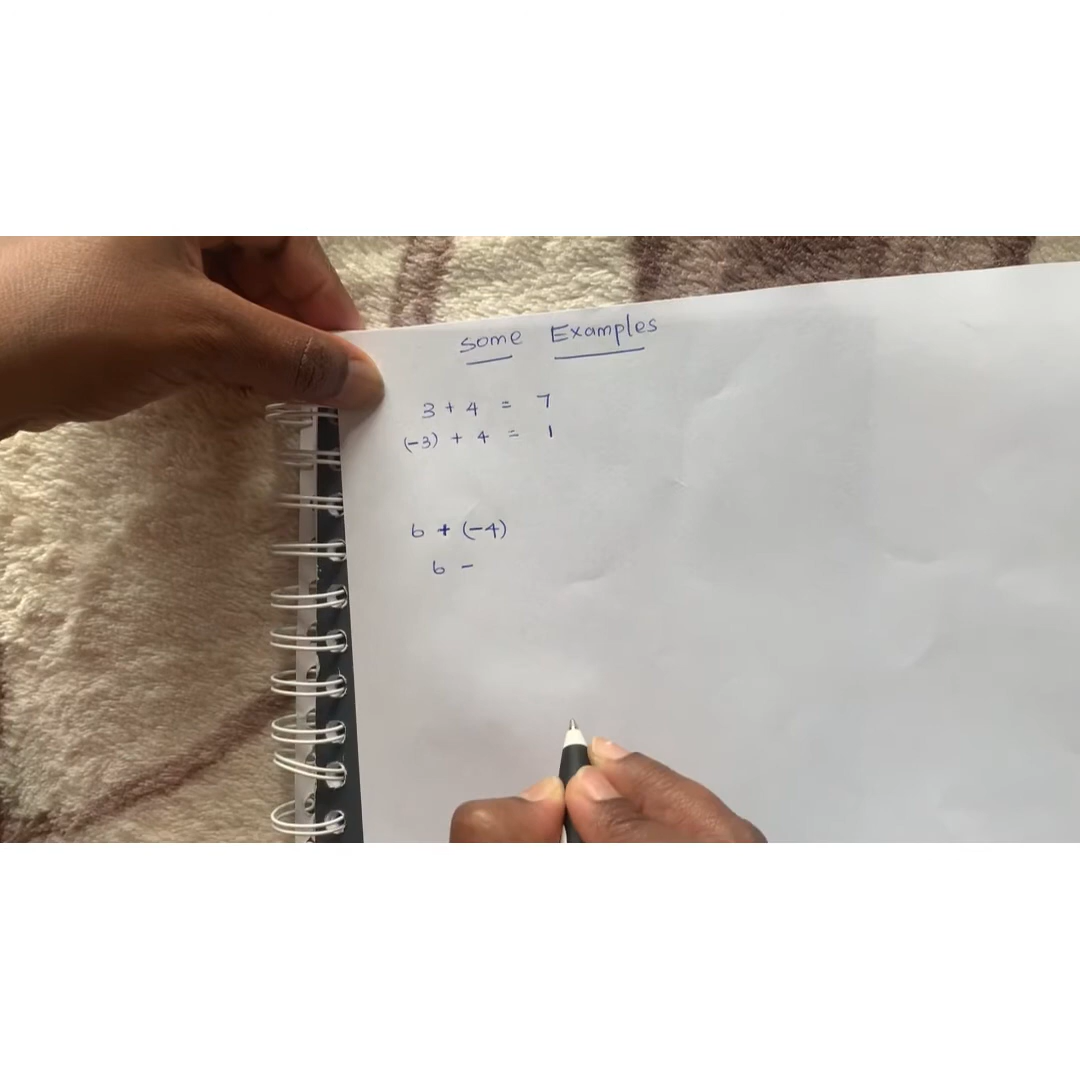 some Examples
3 + 4 = 7
(-3) + 4 = 1
6 + (-4)
6 -